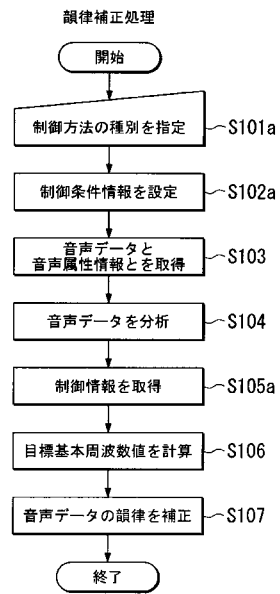 韻律補正処理
開始
制御方法の種別を指定
S101a
制御条件情報を設定
S102a
音声データと
音声属性情報とを取得
S103
音声データを分析
S104
制御情報を取得
S105a
目標基本周波数値を計算
S106
音声データの韻律を補正
S107
終了